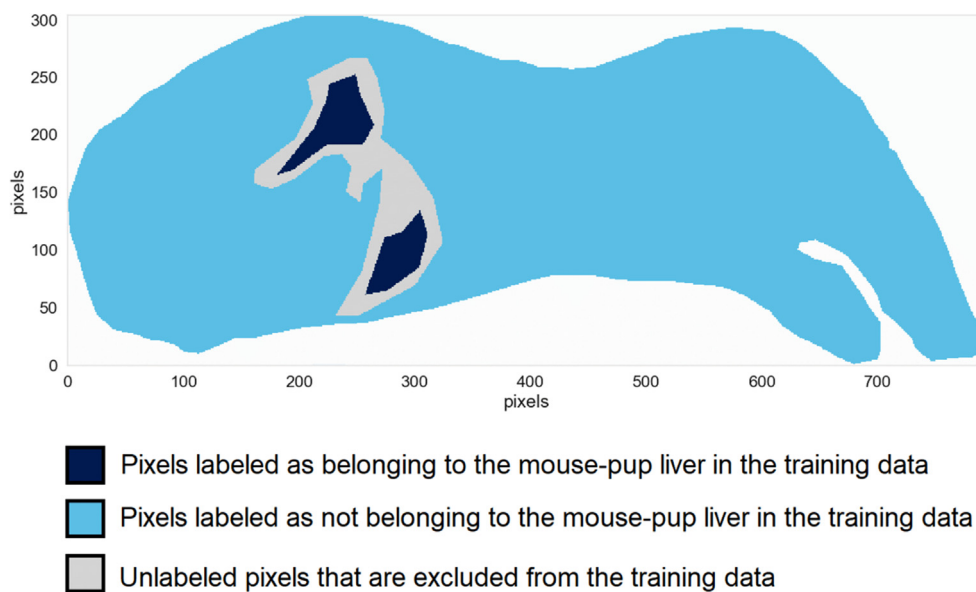 300
250
200
150
100
50
0
pixels
0 100 200 300 400 500 600 700
pixels
Pixels labeled as belonging to the mouse-pup liver in the training data
Pixels labeled as not belonging to the mouse-pup liver in the training data
Unlabeled pixels that are excluded from the training data